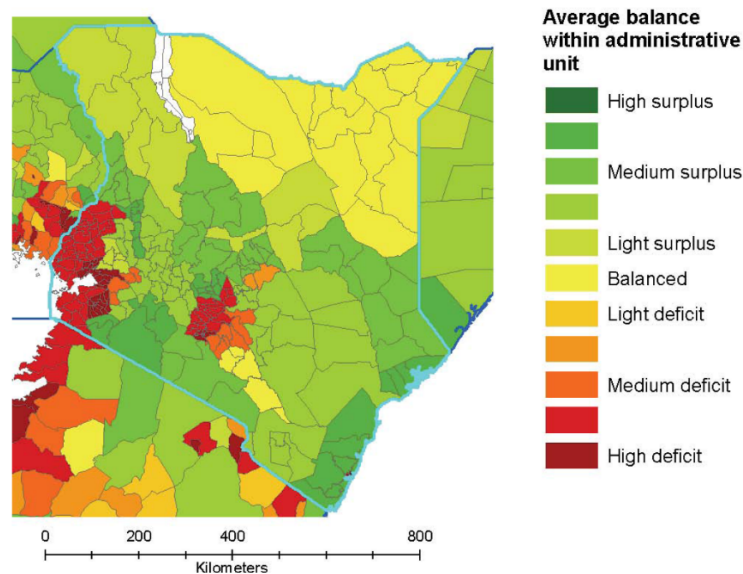 Average balance
within administrative
unit
High surplus
Medium surplus
Light surplus
Balanced
Light deficit
Medium deficit
High deficit
0 200 400 600 800
Kilometers